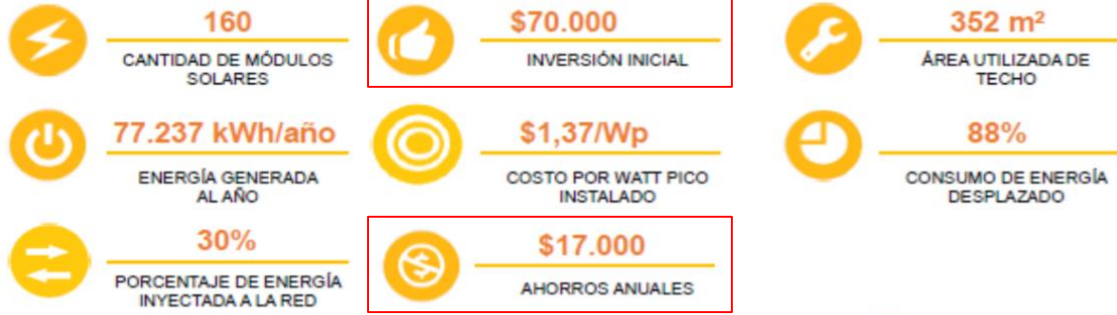 160
CANTIDAD DE MÓDULOS
SOLARES
$70.000
INVERSIÓN INICIAL
352 m²
ÁREA UTILIZADA DE
TECHO
77.237 kWh/año
ENERGÍA GENERADA
AL AÑO
$1,37/Wp
COSTO POR WATT PICO
INSTALADO
88%
CONSUMO DE ENERGÍA
DESPLAZADO
30%
PORCENTAJE DE ENERGÍA
INYECTADA A LA RED
$17.000
AHORROS ANUALES